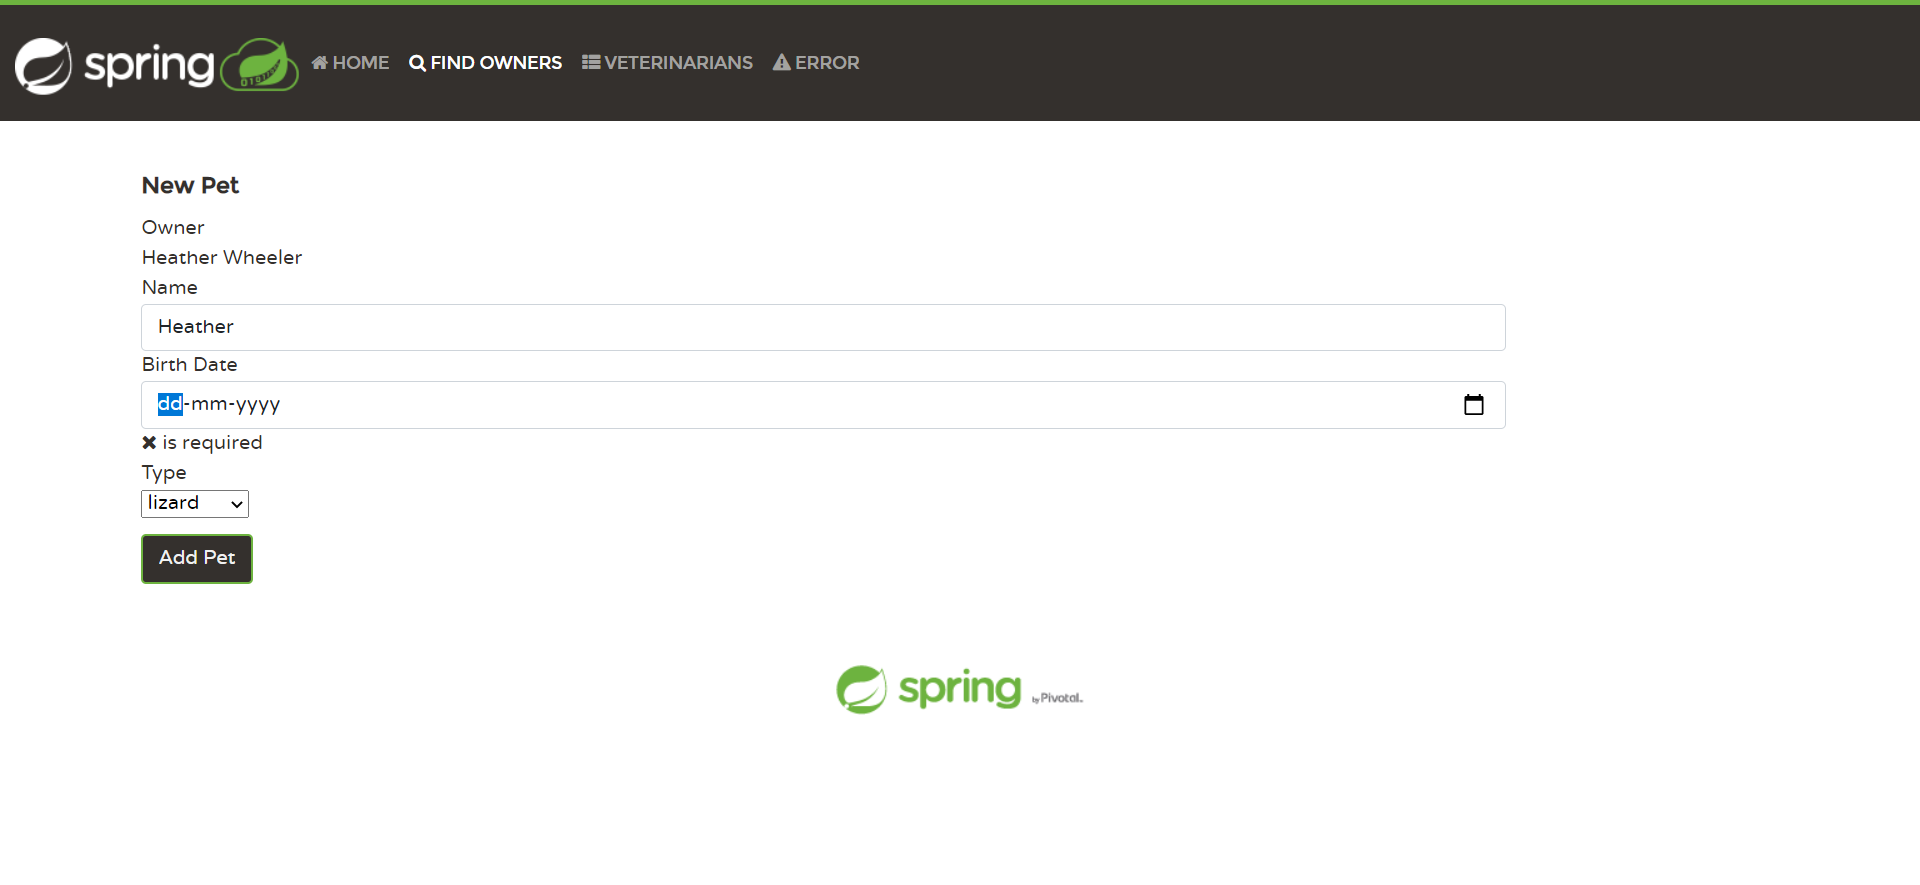 spring HOME FIND OWNERS VETERINARIANS ERROR
New Pet
Owner
Heather Wheeler
Name
Heather
Birth Date
dd-mm-yyyy
is required
Type
lizard
Add Pet
spring by Pivotal